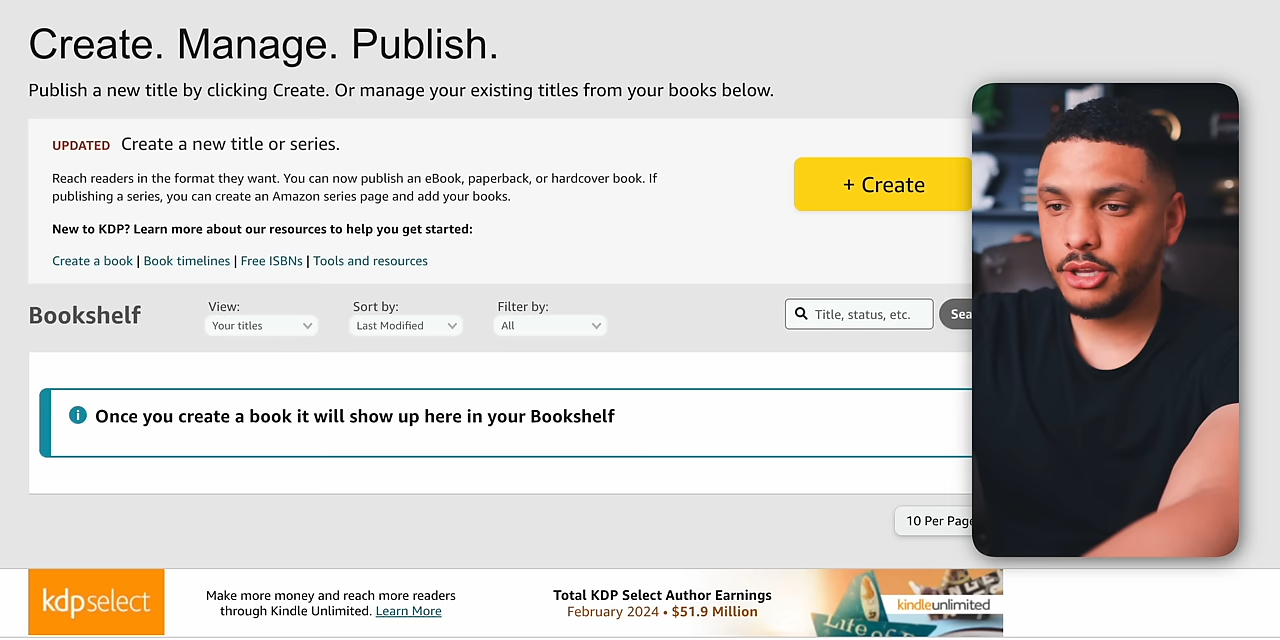 Create. Manage. Publish.
Publish a new title by clicking Create. Or manage your existing titles from your books below.
UPDATED Create a new title or series.
Reach readers in the format they want. You can now publish an eBook, paperback, or hardcover book. If
publishing a series, you can create an Amazon series page and add your books.
+ Create
New to KDP? Learn more about our resources to help you get started:
Create a book | Book timelines | Free ISBNs | Tools and resources
Bookshelf
View:
Your titles
Sort by:
Last Modified
Filter by:
All
Title, status, etc.
Once you create a book it will show up here in your Bookshelf
10 Per Page
kdpselect
Make more money and reach more readers
through Kindle Unlimited. Learn More
Total KDP Select Author Earnings
February 2024 • $51.9 Million
Life of
kindleunlimited